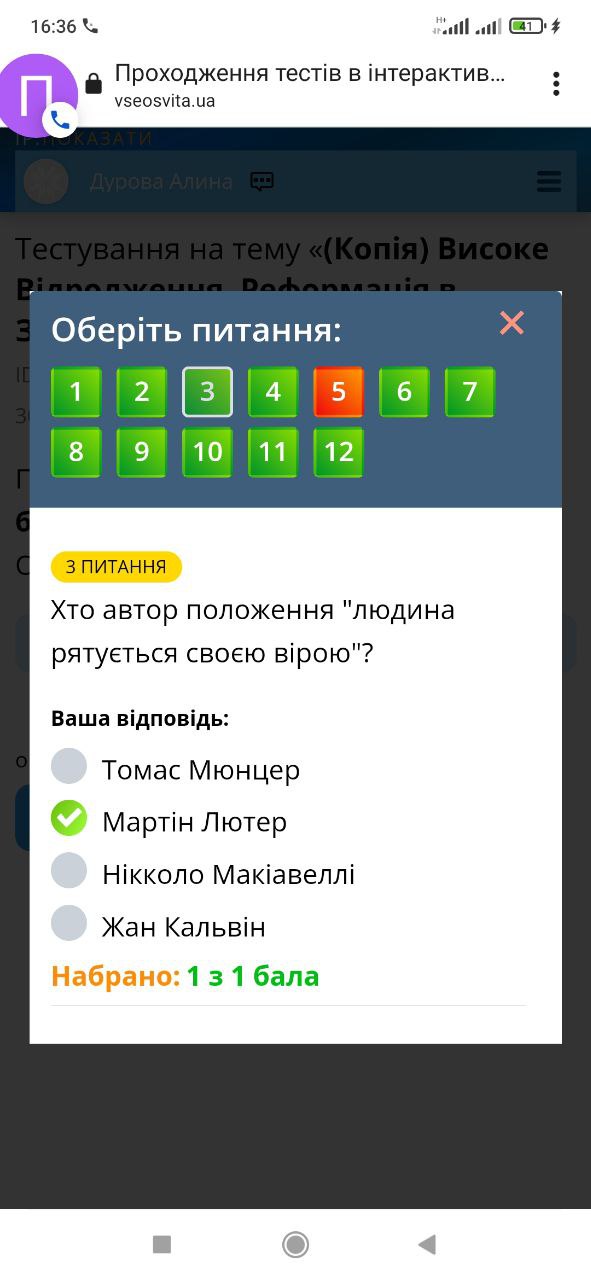 16:36
H+
41
П
Проходження тестів в інтерактив...
vseosvita.ua
ІР.ПОКАЗАТИ
Дурова Алина
Тестування на тему «(Копія) Високе
Відродження. Реформація в
Оберіть питання:
1 2 3 4 5 6 7
8 9 10 11 12
3 ПИТАННЯ
Хто автор положення "людина
рятується своєю вірою"?
Ваша відповідь:
Томас Мюнцер
Мартін Лютер
Нікколо Макіавеллі
Жан Кальвін
Набрано: 1 з 1 бала